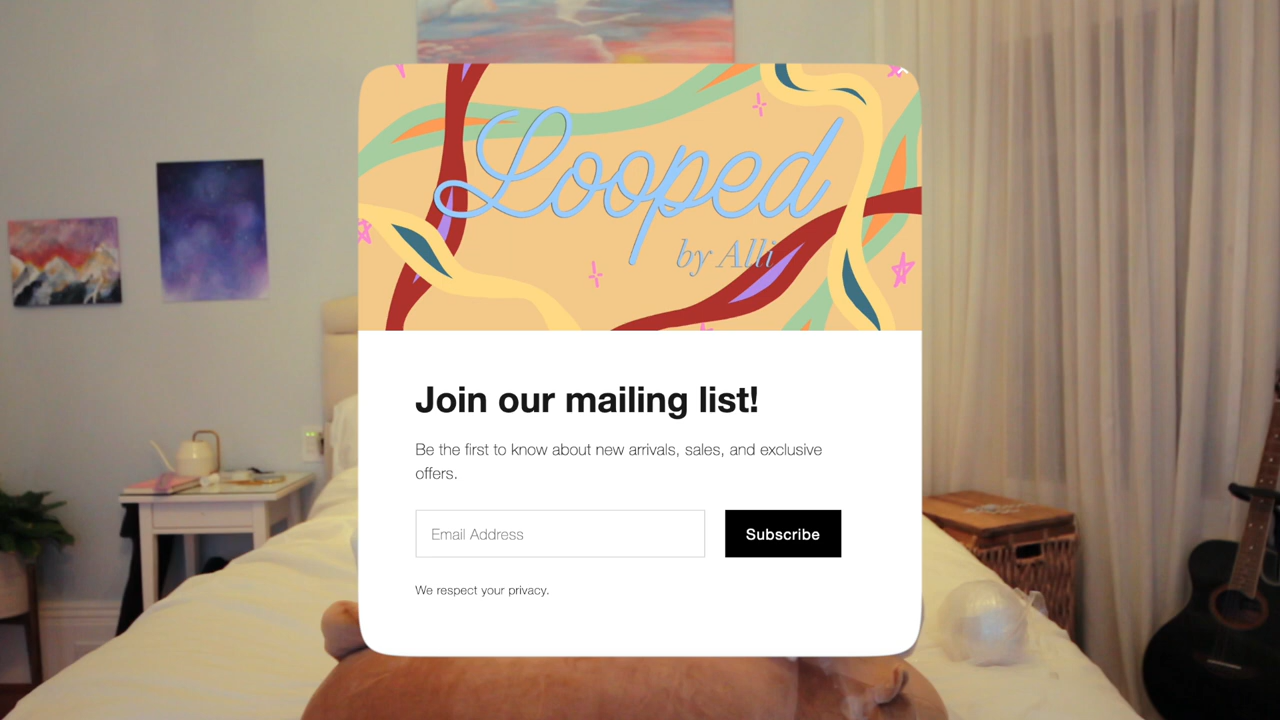 Looped
by Alli
Join our mailing list!
Be the first to know about new arrivals, sales, and exclusive
offers.
Email Address
Subscribe
We respect your privacy.